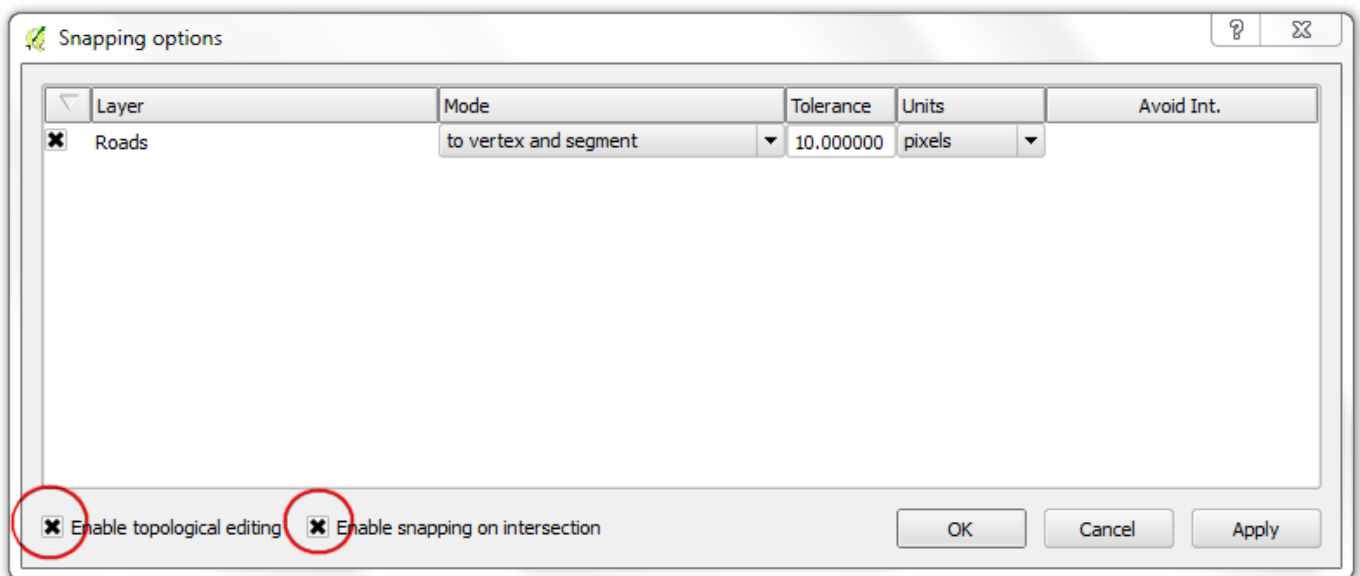 Snapping options
Layer Mode Tolerance Units Avoid Int.
Roads to vertex and segment 10.000000 pixels
Enable topological editing Enable snapping on intersection OK Cancel Apply